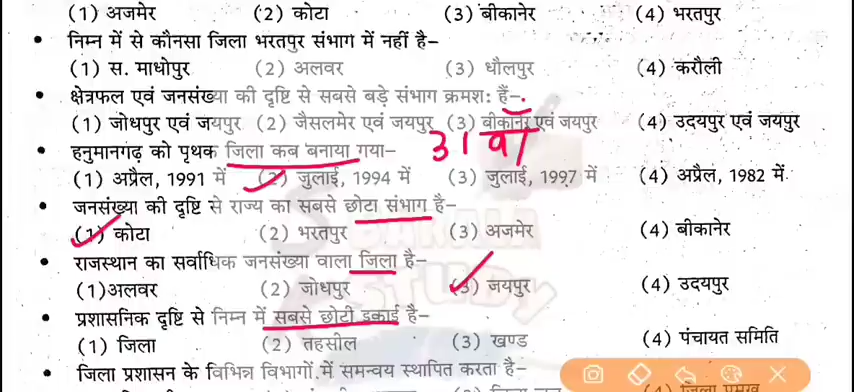 (1) अजमेर (2) कोटा (3) बीकानेर (4) भरतपुर
• निम्न में से कौनसा जिला भरतपुर संभाग में नहीं है–
(1) स. माधोपुर (2) अलवर (3) धौलपुर (4) करौली
• क्षेत्रफल एवं जनसंख्या की दृष्टि से सबसे बड़े संभाग क्रमश: हैं–
(1) जोधपुर एवं जयपुर (2) जैसलमेर एवं जयपुर (3) बीकानेर एवं जयपुर (4) उदयपुर एवं जयपुर
31 वाँ
• हनुमानगढ़ को पृथक जिला कब बनाया गया–
(1) अप्रैल, 1991 में (2) जुलाई, 1994 में (3) जुलाई, 1997 में (4) अप्रैल, 1982 में
• जनसंख्या की दृष्टि से राज्य का सबसे छोटा संभाग है–
(1) कोटा (2) भरतपुर (3) अजमेर (4) बीकानेर
• राजस्थान का सर्वाधिक जनसंख्या वाला जिला है–
(1)अलवर (2) जोधपुर (3) जयपुर (4) उदयपुर
• प्रशासनिक दृष्टि से निम्न में सबसे छोटी इकाई है–
(1) जिला (2) तहसील (3) खण्ड (4) पंचायत समिति
• जिला प्रशासन के विभिन्न विभागों में समन्वय स्थापित करता है–
STUDY